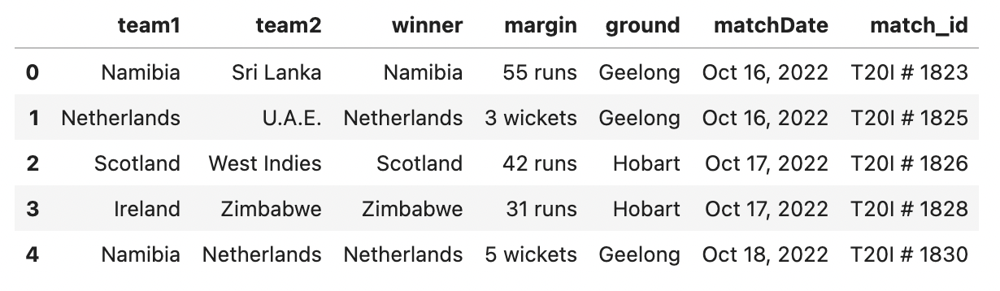 team1 team2 winner margin ground matchDate match_id
0 Namibia Sri Lanka Namibia 55 runs Geelong Oct 16, 2022 T20I # 1823
1 Netherlands U.A.E. Netherlands 3 wickets Geelong Oct 16, 2022 T20I # 1825
2 Scotland West Indies Scotland 42 runs Hobart Oct 17, 2022 T20I # 1826
3 Ireland Zimbabwe Zimbabwe 31 runs Hobart Oct 17, 2022 T20I # 1828
4 Namibia Netherlands Netherlands 5 wickets Geelong Oct 18, 2022 T20I # 1830